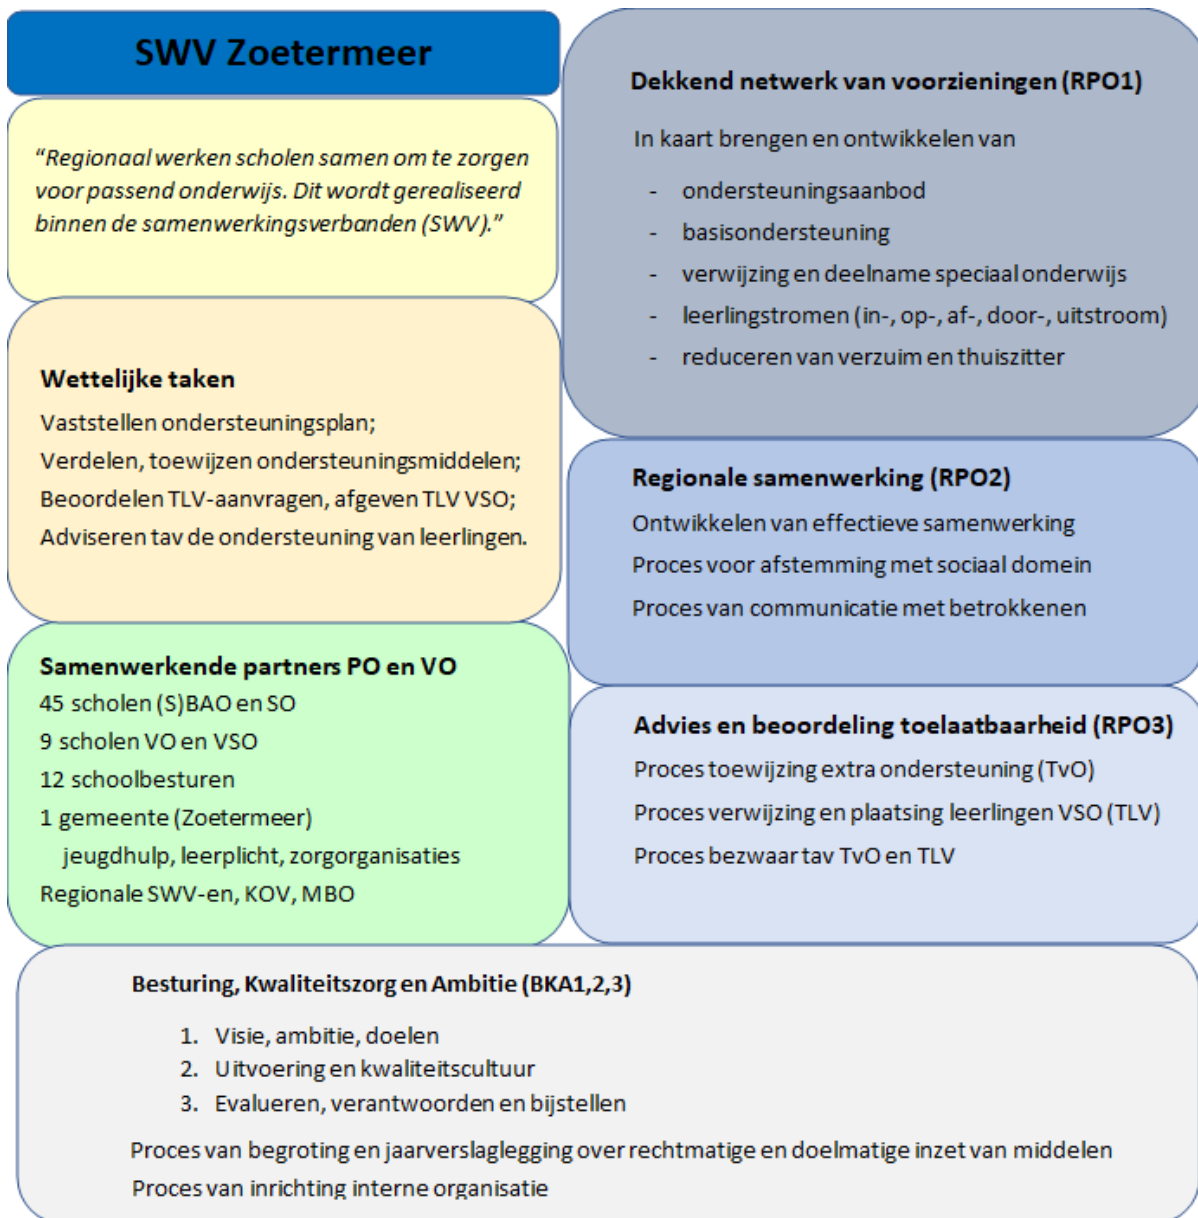 SWV Zoetermeer
“Regionaal werken scholen samen om te zorgen
voor passend onderwijs. Dit wordt gerealiseerd
binnen de samenwerkingsverbanden (SWV).”
Wettelijke taken
Vaststellen ondersteuningsplan;
Verdelen, toewijzen ondersteuningsmiddelen;
Beoordelen TLV-aanvragen, afgeven TLV VSO;
Adviseren tav de ondersteuning van leerlingen.
Samenwerkende partners PO en VO
45 scholen (S)BAO en SO
9 scholen VO en VSO
12 schoolbesturen
1 gemeente (Zoetermeer)
jeugdhulp, leerplicht, zorgorganisaties
Regionale SWV-en, KOV, MBO
Dekkend netwerk van voorzieningen (RPO1)
In kaart brengen en ontwikkelen van
- ondersteuningsaanbod
- basisondersteuning
- verwijzing en deelname speciaal onderwijs
- leerlingstromen (in-, op-, af-, door-, uitstroom)
- reduceren van verzuim en thuiszitter
Regionale samenwerking (RPO2)
Ontwikkelen van effectieve samenwerking
Proces voor afstemming met sociaal domein
Proces van communicatie met betrokkenen
Advies en beoordeling toelaatbaarheid (RPO3)
Proces toewijzing extra ondersteuning (TvO)
Proces verwijzing en plaatsing leerlingen VSO (TLV)
Proces bezwaar tav TvO en TLV
Besturing, Kwaliteitszorg en Ambitie (BKA1,2,3)
1. Visie, ambitie, doelen
2. Uitvoering en kwaliteitscultuur
3. Evalueren, verantwoorden en bijstellen
Proces van begroting en jaarverslaglegging over rechtmatige en doelmatige inzet van middelen
Proces van inrichting interne organisatie